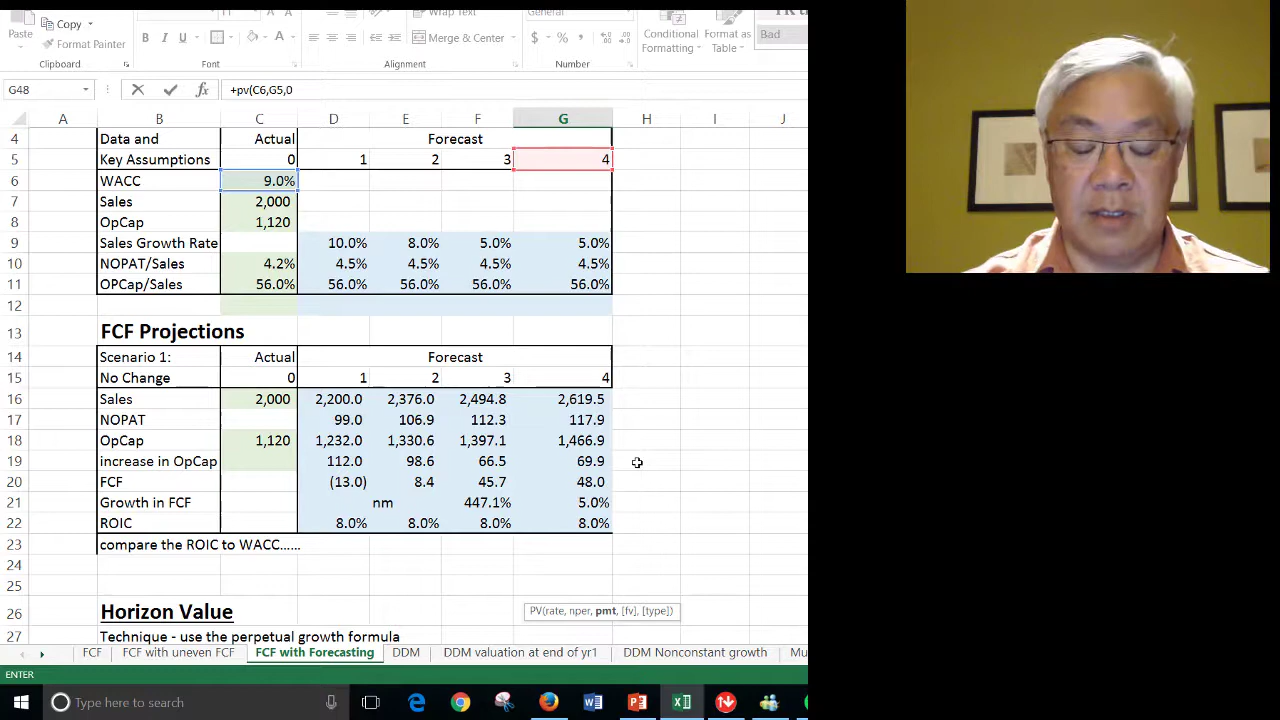 Copy
Wrap Text
General
Paste
Format Painter
B I U
A
Merge & Center
$ % ,
Conditional
Formatting
Format as
Table
Bad
Clipboard
Font
Alignment
Number
G48
fx
+pv(C6,G5,0
A B C D E F G H I J
4 Data and Actual Forecast
5 Key Assumptions 0 1 2 3 4
6 WACC 9.0%
7 Sales 2,000
8 OpCap 1,120
9 Sales Growth Rate 10.0% 8.0% 5.0% 5.0%
10 NOPAT/Sales 4.2% 4.5% 4.5% 4.5% 4.5%
11 OPCap/Sales 56.0% 56.0% 56.0% 56.0% 56.0%
12
13 FCF Projections
14 Scenario 1: Actual Forecast
15 No Change 0 1 2 3 4
16 Sales 2,000 2,200.0 2,376.0 2,494.8 2,619.5
17 NOPAT 99.0 106.9 112.3 117.9
18 OpCap 1,120 1,232.0 1,330.6 1,397.1 1,466.9
19 increase in OpCap 112.0 98.6 66.5 69.9
20 FCF (13.0) 8.4 45.7 48.0
21 Growth in FCF nm 447.1% 5.0%
22 ROIC 8.0% 8.0% 8.0% 8.0%
23 compare the ROIC to WACC......
24
25
26 Horizon Value
PV(rate, nper, pmt, [fv], [type])
27 Technique - use the perpetual growth formula
FCF
FCF with uneven FCF
FCF with Forecasting
DDM
DDM valuation at end of yr1
DDM Nonconstant growth
Mu
ENTER
Type here to search